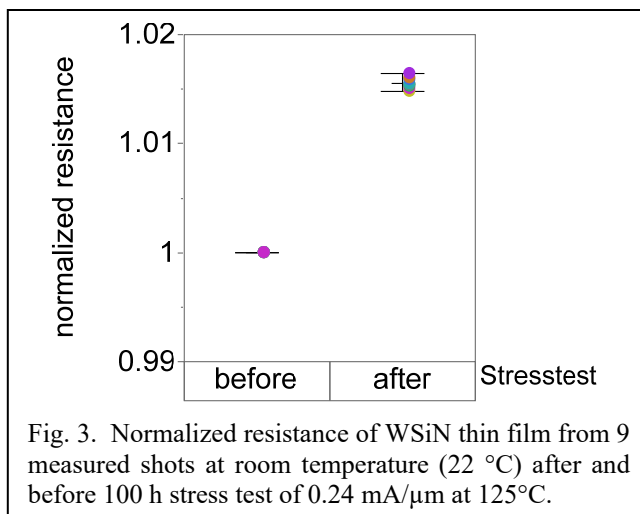 normalized resistance
1.02
1.01
1
0.99
before
after
Stresstest
Fig. 3. Normalized resistance of WSiN thin film from 9
measured shots at room temperature (22 °C) after and
before 100 h stress test of 0.24 mA/µm at 125°C.